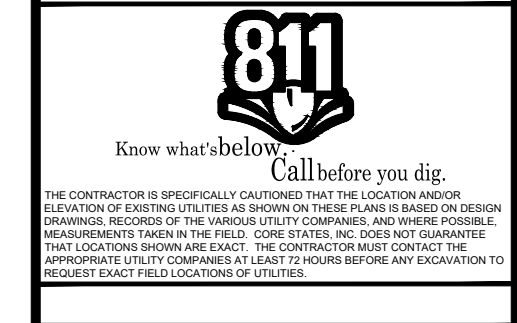 811
Know what's below.
Call before you dig.
THE CONTRACTOR IS SPECIFICALLY CAUTIONED THAT THE LOCATION AND/OR
ELEVATION OF EXISTING UTILITIES AS SHOWN ON THESE PLANS IS BASED ON DESIGN
DRAWINGS, RECORDS OF THE VARIOUS UTILITY COMPANIES, AND WHERE POSSIBLE,
MEASUREMENTS TAKEN IN THE FIELD. CORE STATES, INC. DOES NOT GUARANTEE
THAT LOCATIONS SHOWN ARE EXACT. THE CONTRACTOR MUST CONTACT THE
APPROPRIATE UTILITY COMPANIES AT LEAST 72 HOURS BEFORE ANY EXCAVATION TO
REQUEST EXACT FIELD LOCATIONS OF UTILITIES.